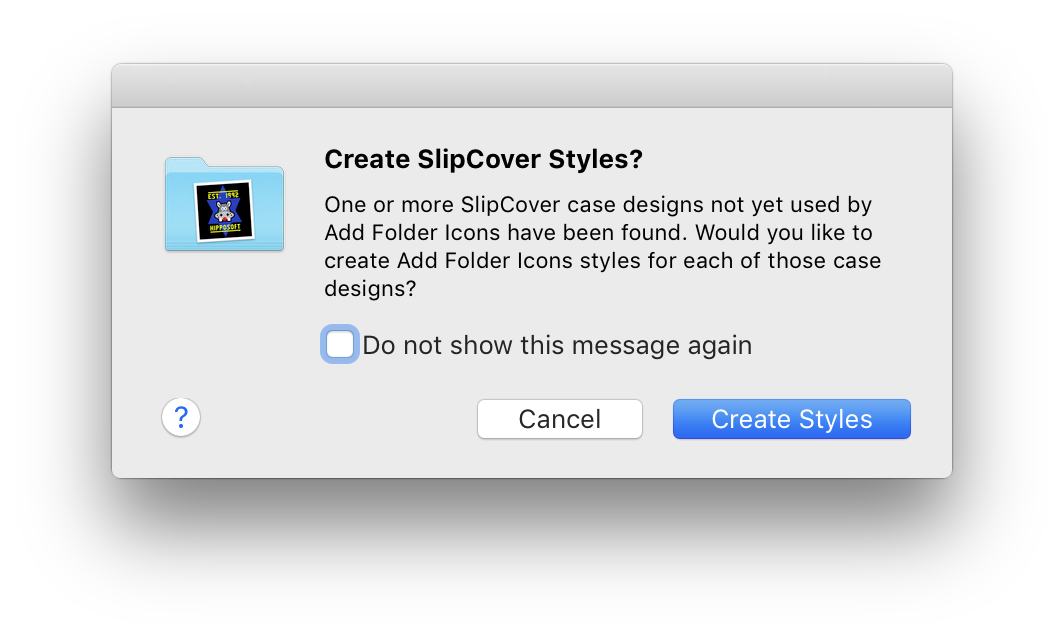 Create SlipCover Styles?
EST. 1992
HIPPOSOFT
One or more SlipCover case designs not yet used by
Add Folder Icons have been found. Would you like to
create Add Folder Icons styles for each of those case
designs?
Do not show this message again
?
Cancel
Create Styles